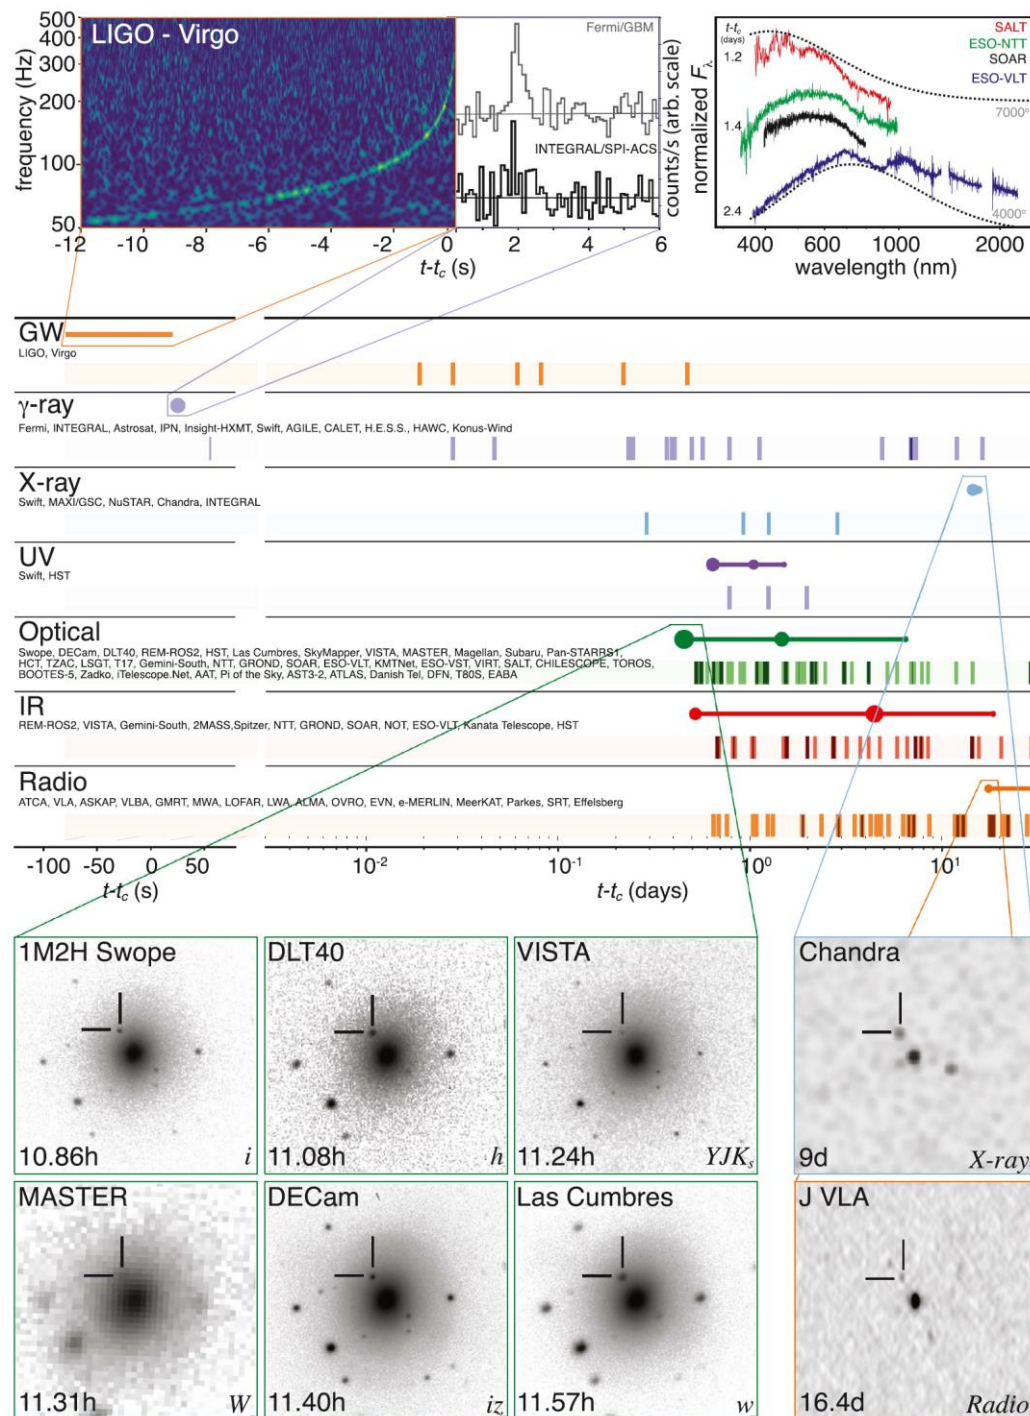 LIGO - Virgo
frequency (Hz)
500
400
300
200
100
50
-12 -10 -8 -6 -4 -2 0 2 4 6
t-tc (s)
Fermi/GBM
INTEGRAL/SPI-ACS
counts/s (arb. scale)
normalized Fλ
t-tc
(days)
1.2
1.4
2.4
SALT
ESO-NTT
SOAR
ESO-VLT
7000°
4000°
400 600 1000 2000
wavelength (nm)
GW
LIGO, Virgo
γ-ray
Fermi, INTEGRAL, Astrosat, IPN, Insight-HXMT, Swift, AGILE, CALET, H.E.S.S., HAWC, Konus-Wind
X-ray
Swift, MAXI/GSC, NuSTAR, Chandra, INTEGRAL
UV
Swift, HST
Optical
Swope, DECam, DLT40, REM-ROS2, HST, Las Cumbres, SkyMapper, VISTA, MASTER, Magellan, Subaru, Pan-STARRS1,
HCT, TZAC, LSGT, T17, Gemini-South, NTT, GROND, SOAR, ESO-VLT, KMTNet, ESO-VST, VIRT, SALT, CHILESCOPE, TOROS,
BOOTES-5, Zadko, iTelescope.Net, AAT, Pi of the Sky, AST3-2, ATLAS, Danish Tel, DFN, T80S, EABA
IR
REM-ROS2, VISTA, Gemini-South, 2MASS,Spitzer, NTT, GROND, SOAR, NOT, ESO-VLT, Kanata Telescope, HST
Radio
ATCA, VLA, ASKAP, VLBA, GMRT, MWA, LOFAR, LWA, ALMA, OVRO, EVN, e-MERLIN, MeerKAT, Parkes, SRT, Effelsberg
-100 -50 0 50 10⁻² 10⁻¹ 10⁰ 10¹
t-tc (s) t-tc (days)
1M2H Swope
10.86h i
DLT40
11.08h h
VISTA
11.24h YJKs
Chandra
9d X-ray
MASTER
11.31h W
DECam
11.40h iz
Las Cumbres
11.57h w
J VLA
16.4d Radio